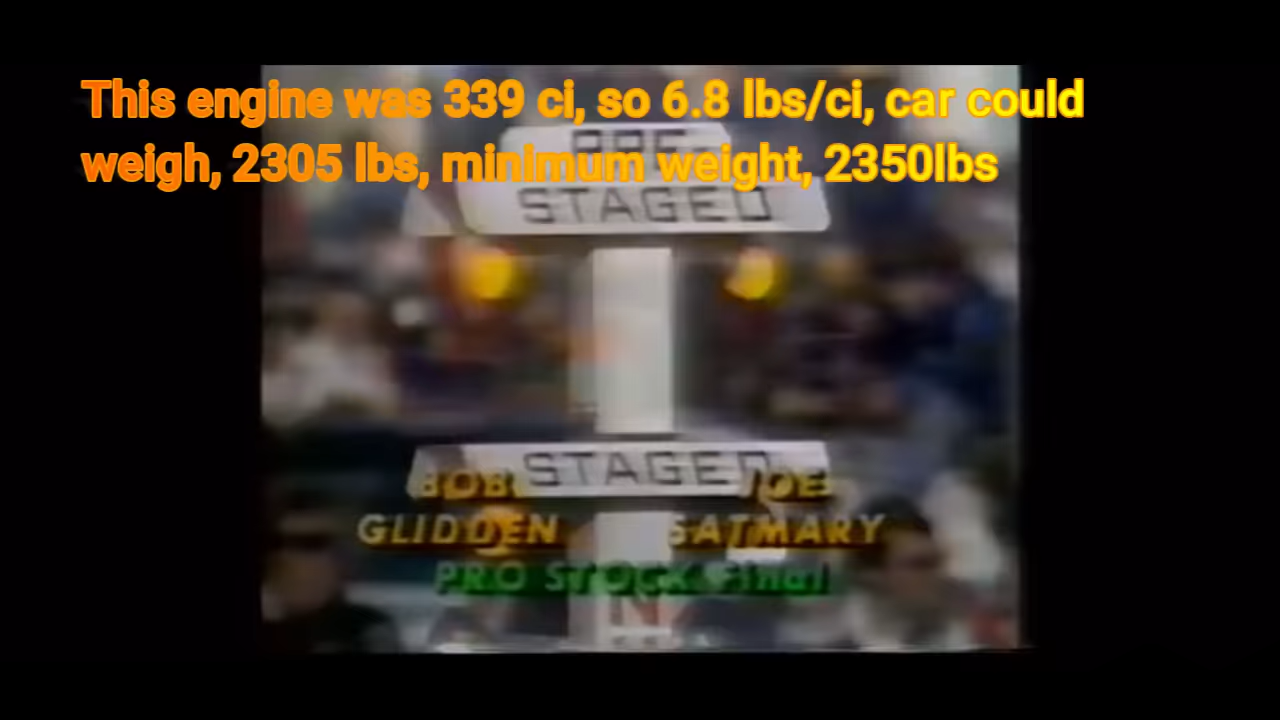 This engine was 339 ci, so 6.8 lbs/ci, car could
weigh, 2305 lbs, minimum weight, 2350lbs
PRE
STAGED
STAGED
BOB JOE
GLIDDEN SATMARY
PRO STOCK Final
N